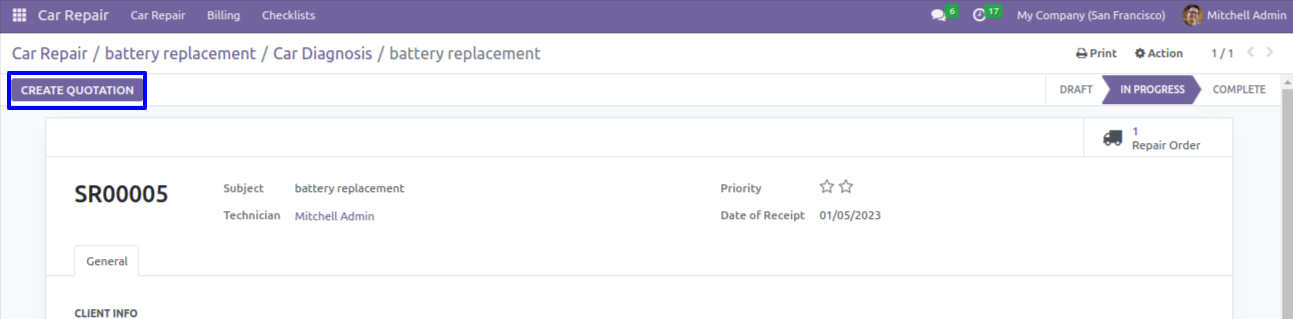 Car Repair Car Repair Billing Checklists 6 17 My Company (San Francisco) Mitchell Admin
Car Repair / battery replacement / Car Diagnosis / battery replacement Print Action 1 / 1
CREATE QUOTATION DRAFT IN PROGRESS COMPLETE
1
Repair Order
SR00005
Subject battery replacement Priority
Technician Mitchell Admin Date of Receipt 01/05/2023
General
CLIENT INFO